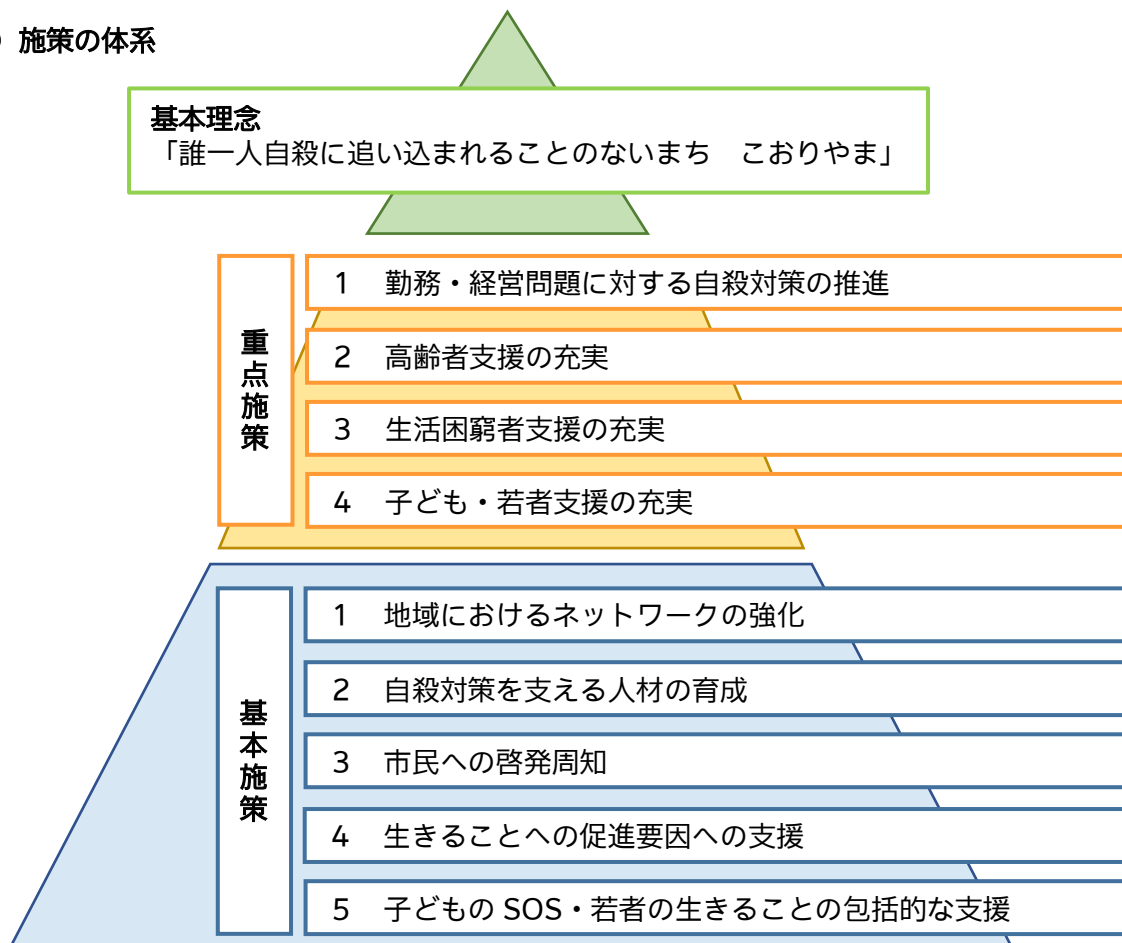 施策の体系
基本理念
「誰一人自殺に追い込まれることのないまち　こおりやま」
重点施策
1　勤務・経営問題に対する自殺対策の推進
2　高齢者支援の充実
3　生活困窮者支援の充実
4　子ども・若者支援の充実
基本施策
1　地域におけるネットワークの強化
2　自殺対策を支える人材の育成
3　市民への啓発周知
4　生きることへの促進要因への支援
5　子どもの SOS・若者の生きることの包括的な支援